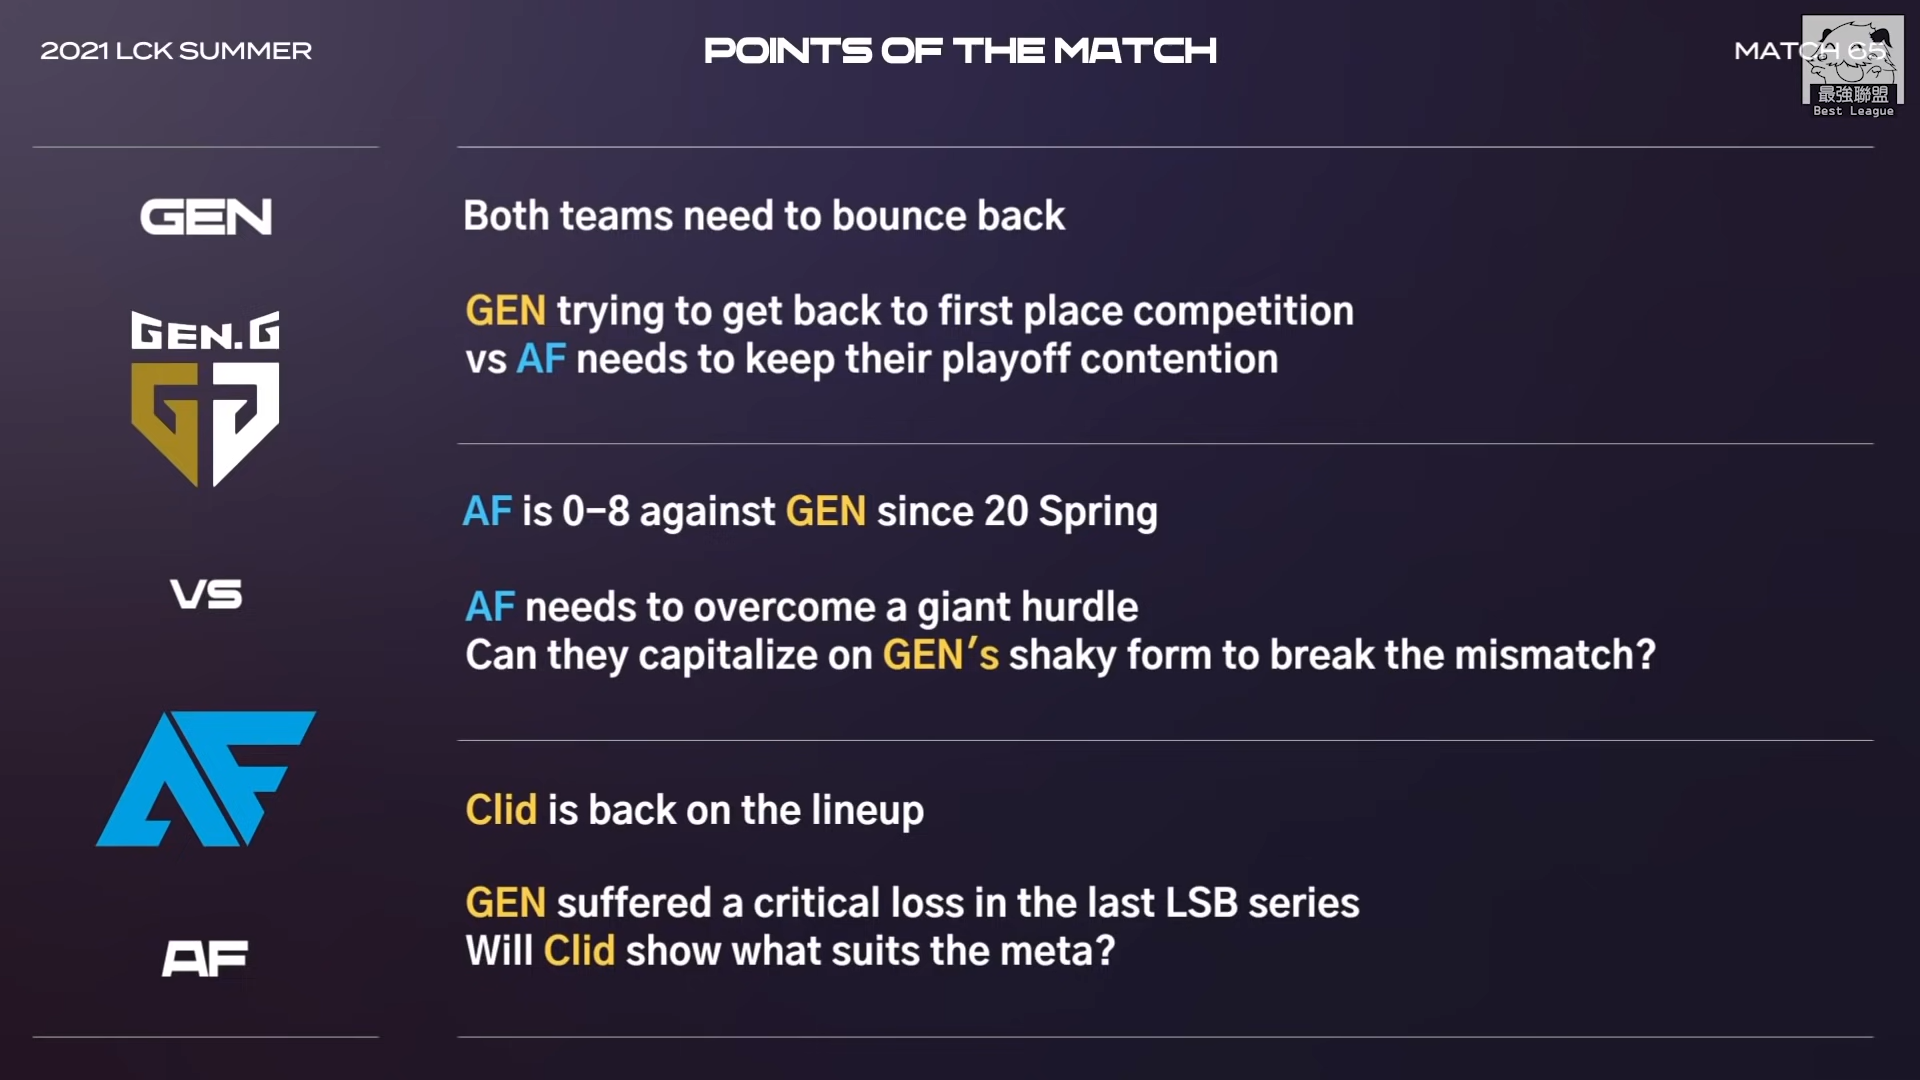 2021 LCK SUMMER
POINTS OF THE MATCH
MATCH 65
最強聯盟
Best League
GEN
GEN.G
VS
AF
Both teams need to bounce back
GEN trying to get back to first place competition
vs AF needs to keep their playoff contention
AF is 0-8 against GEN since 20 Spring
AF needs to overcome a giant hurdle
Can they capitalize on GEN's shaky form to break the mismatch?
Clid is back on the lineup
GEN suffered a critical loss in the last LSB series
Will Clid show what suits the meta?